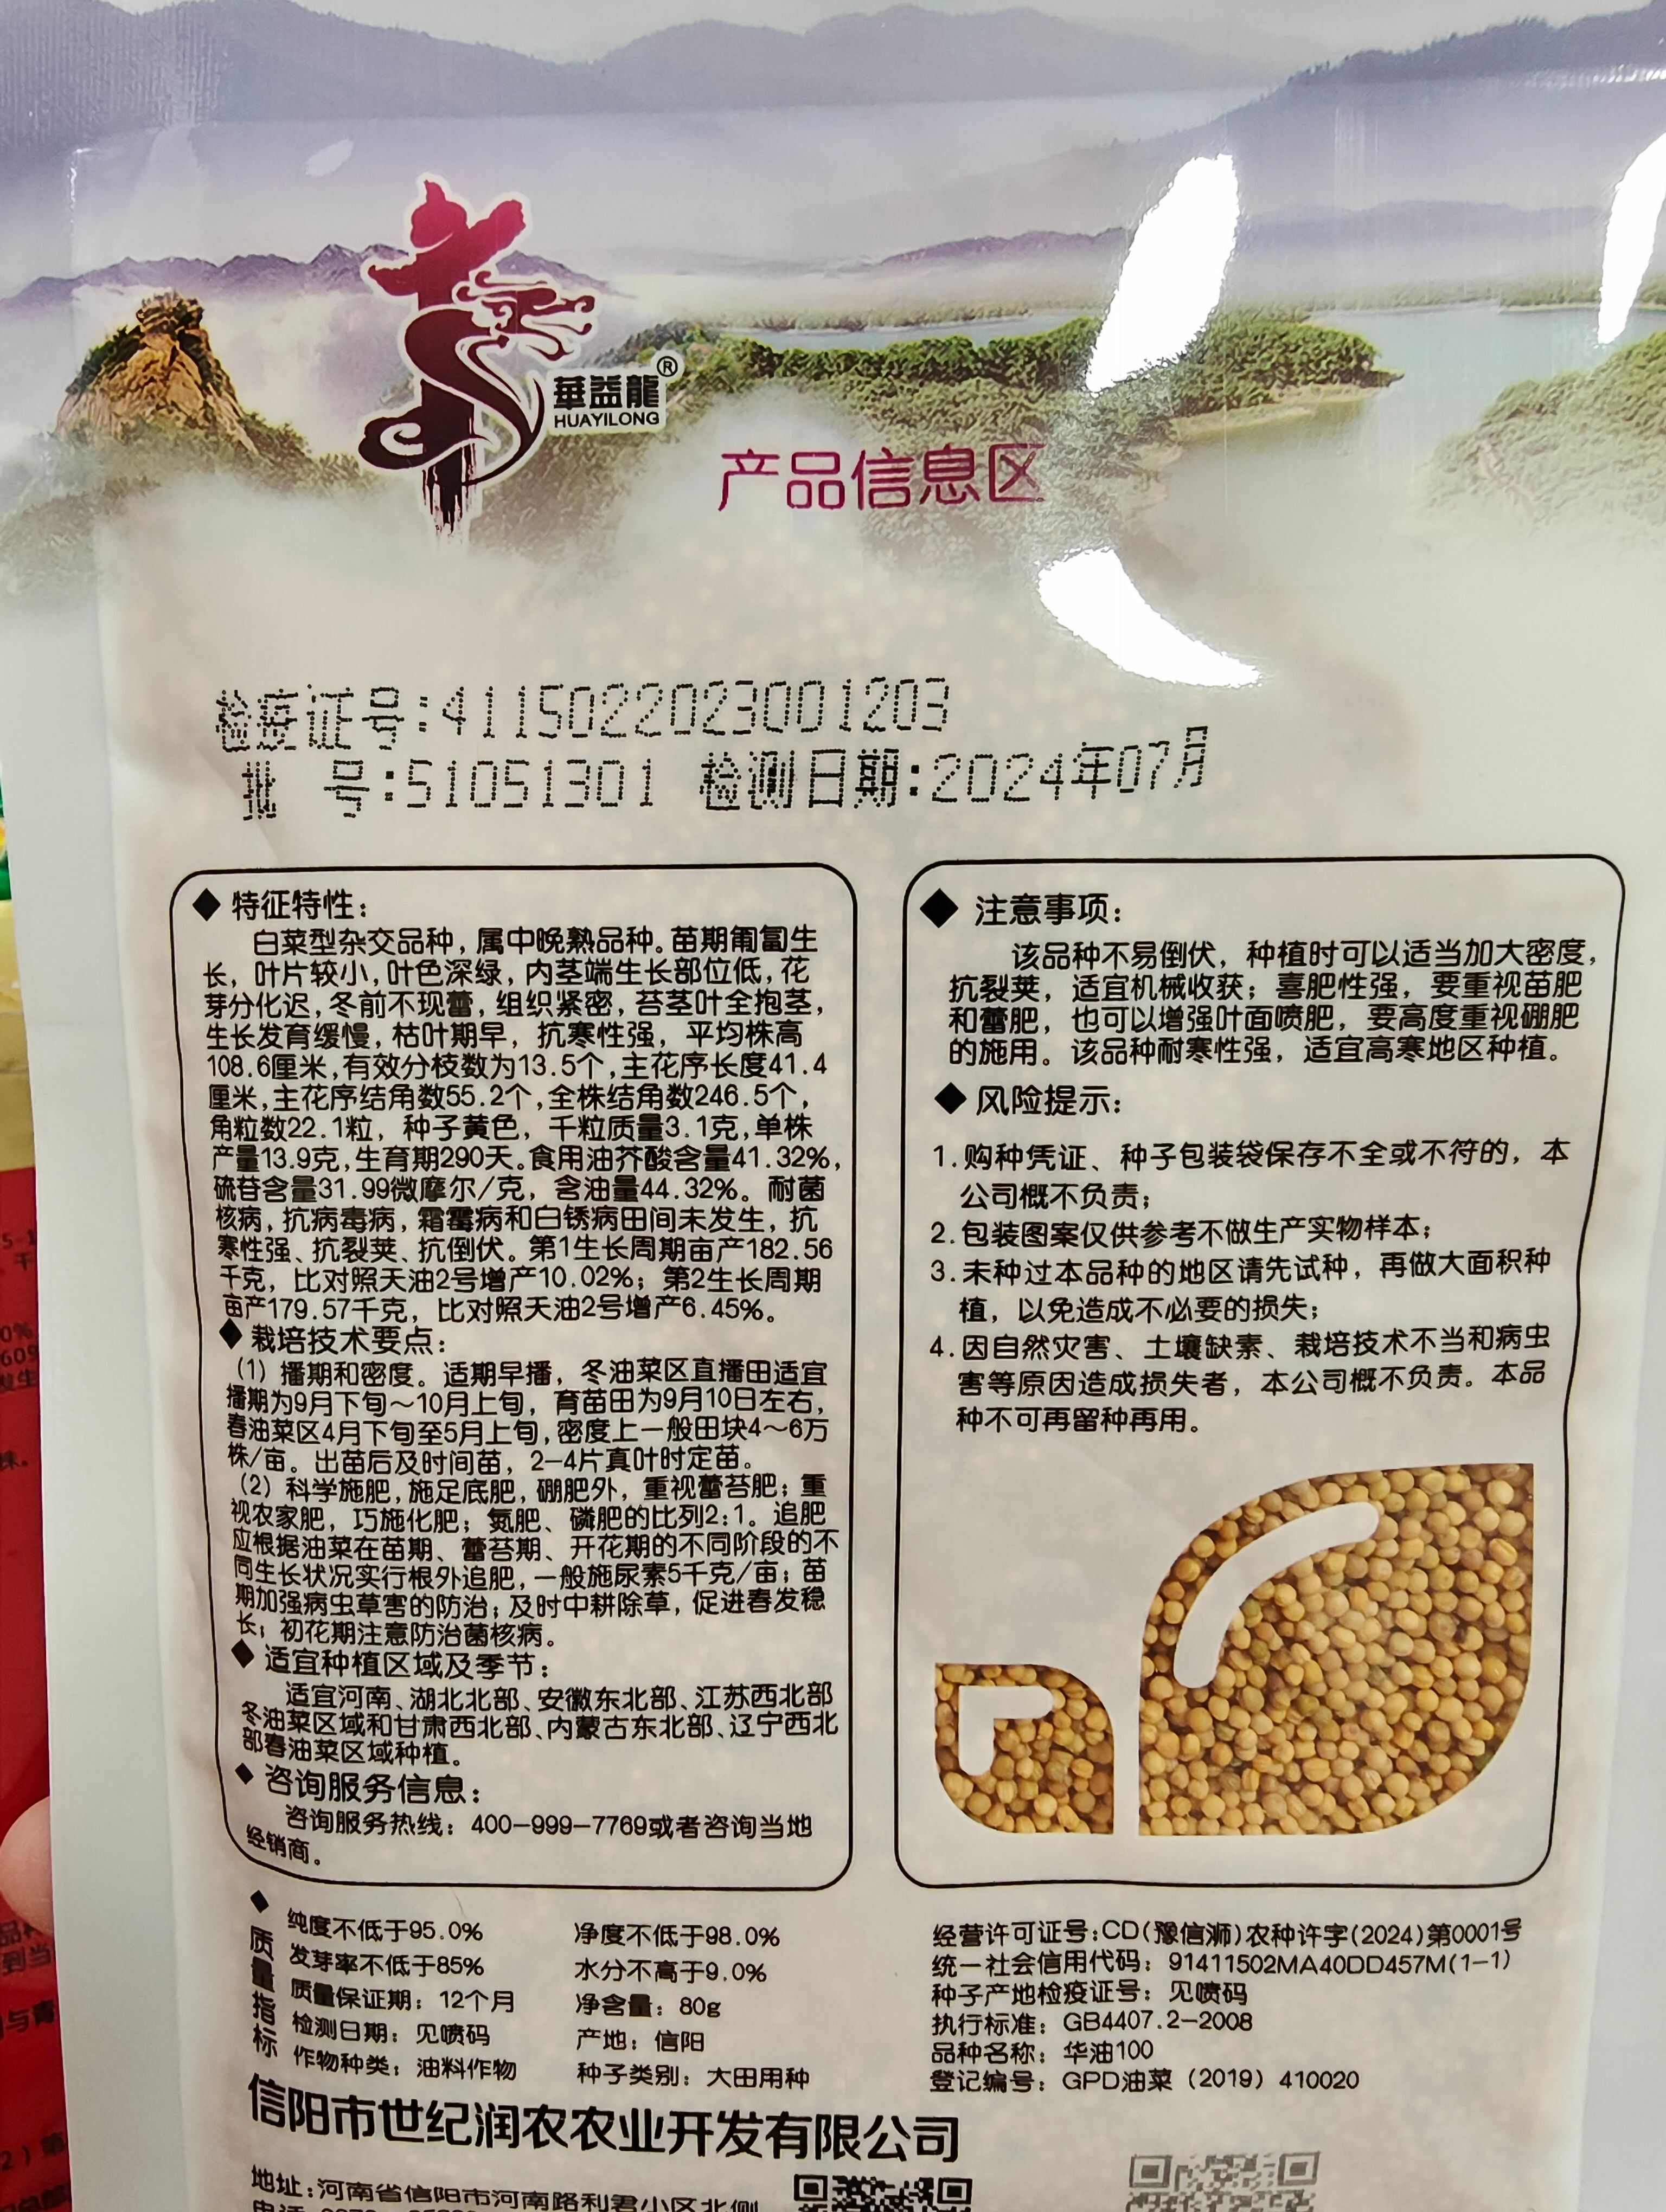 華益龍®
HUAYILONG
产品信息区
检疫证号:4115022023001203
批 号:51051301 检测日期:2024年07月
◆ 特征特性：
白菜型杂交品种，属中晚熟品种。苗期匍匐生
长，叶片较小，叶色深绿，内茎端生长部位低，花
芽分化迟，冬前不现蕾，组织紧密，苔茎叶全抱茎，
生长发育缓慢，枯叶期早，抗寒性强，平均株高
108.6厘米，有效分枝数为13.5个，主花序长度41.4
厘米，主花序结角数55.2个，全株结角数246.5个，
角粒数22.1粒，种子黄色，千粒质量3.1克，单株
产量13.9克，生育期290天。食用油芥酸含量41.32%，
硫苷含量31.99微摩尔/克，含油量44.32%。耐菌
核病，抗病毒病，霜霉病和白锈病田间未发生，抗
寒性强、抗裂荚、抗倒伏。第1生长周期亩产182.56
千克，比对照天油2号增产10.02%；第2生长周期
亩产179.57千克，比对照天油2号增产6.45%。
◆ 栽培技术要点：
（1）播期和密度。适期早播，冬油菜区直播田适宜
播期为9月下旬～10月上旬，育苗田为9月10日左右，
春油菜区4月下旬至5月上旬，密度上一般田块4～6万
株/亩。出苗后及时间苗，2-4片真叶时定苗。
（2）科学施肥，施足底肥，硼肥外，重视蕾苔肥；重
视农家肥，巧施化肥；氮肥、磷肥的比列2:1。追肥
应根据油菜在苗期、蕾苔期、开花期的不同阶段的不
同生长状况实行根外追肥，一般施尿素5千克/亩；苗
期加强病虫草害的防治；及时中耕除草，促进春发稳
长；初花期注意防治菌核病。
◆ 适宜种植区域及季节：
适宜河南、湖北北部、安徽东北部、江苏西北部
冬油菜区域和甘肃西北部、内蒙古东北部、辽宁西北
部春油菜区域种植。
◆ 咨询服务信息：
咨询服务热线：400-999-7769或者咨询当地
经销商。
◆ 注意事项：
该品种不易倒伏，种植时可以适当加大密度，
抗裂荚，适宜机械收获；喜肥性强，要重视苗肥
和蕾肥，也可以增强叶面喷肥，要高度重视硼肥
的施用。该品种耐寒性强，适宜高寒地区种植。
◆ 风险提示：
1.购种凭证、种子包装袋保存不全或不符的，本
公司概不负责；
2.包装图案仅供参考不做生产实物样本；
3.未种过本品种的地区请先试种，再做大面积种
植，以免造成不必要的损失；
4.因自然灾害、土壤缺素、栽培技术不当和病虫
害等原因造成损失者，本公司概不负责。本品
种不可再留种再用。
◆ 质量指标
纯度不低于95.0% 净度不低于98.0%
发芽率不低于85% 水分不高于9.0%
质量保证期：12个月 净含量：80g
检测日期：见喷码 产地：信阳
作物种类：油料作物 种子类别：大田用种
经营许可证号:CD(豫信浉)农种许字(2024)第0001号
统一社会信用代码：91411502MA40DD457M(1-1)
种子产地检疫证号：见喷码
执行标准：GB4407.2-2008
品种名称：华油100
登记编号：GPD油菜（2019）410020
信阳市世纪润农农业开发有限公司
地址:河南省信阳市河南路利君小区北侧